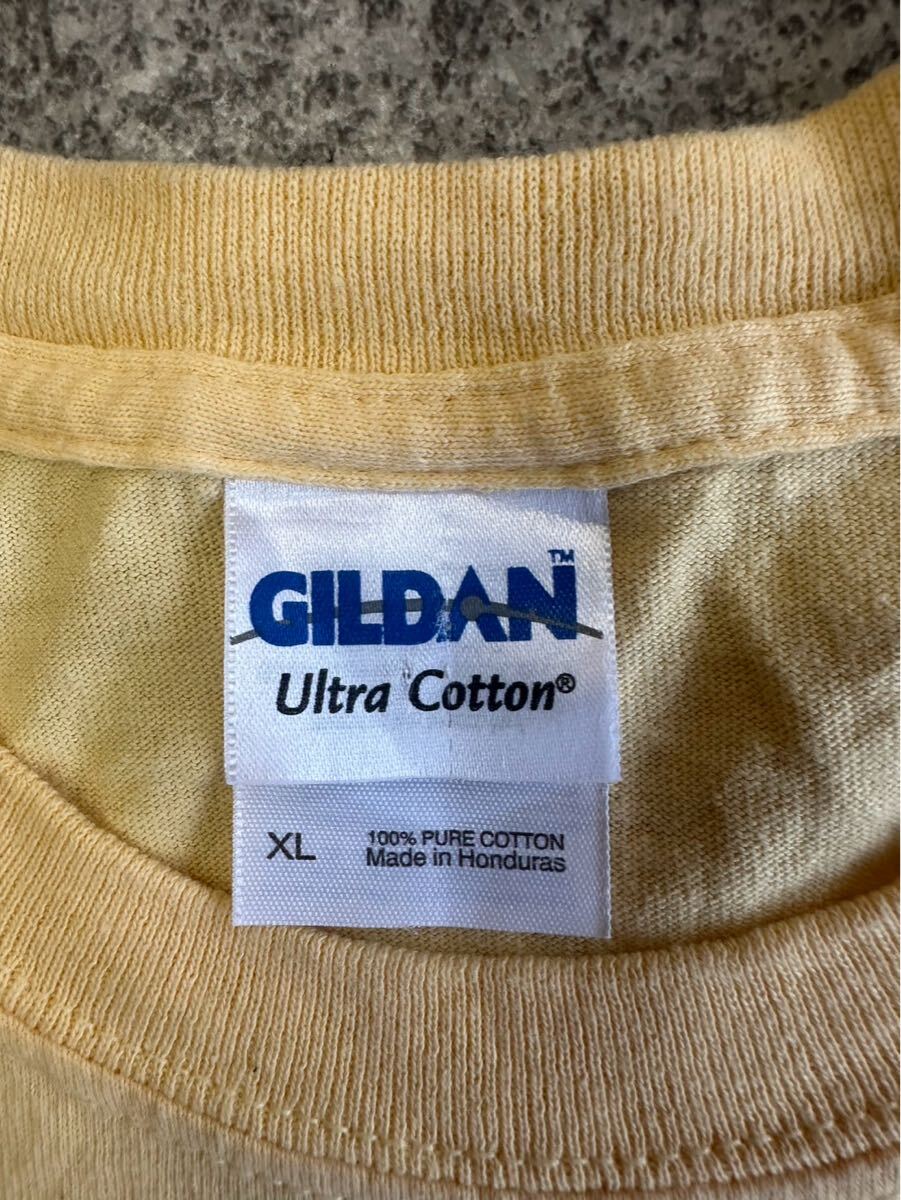 GILDAN™
Ultra Cotton®
XL
100% PURE COTTON
Made in Honduras